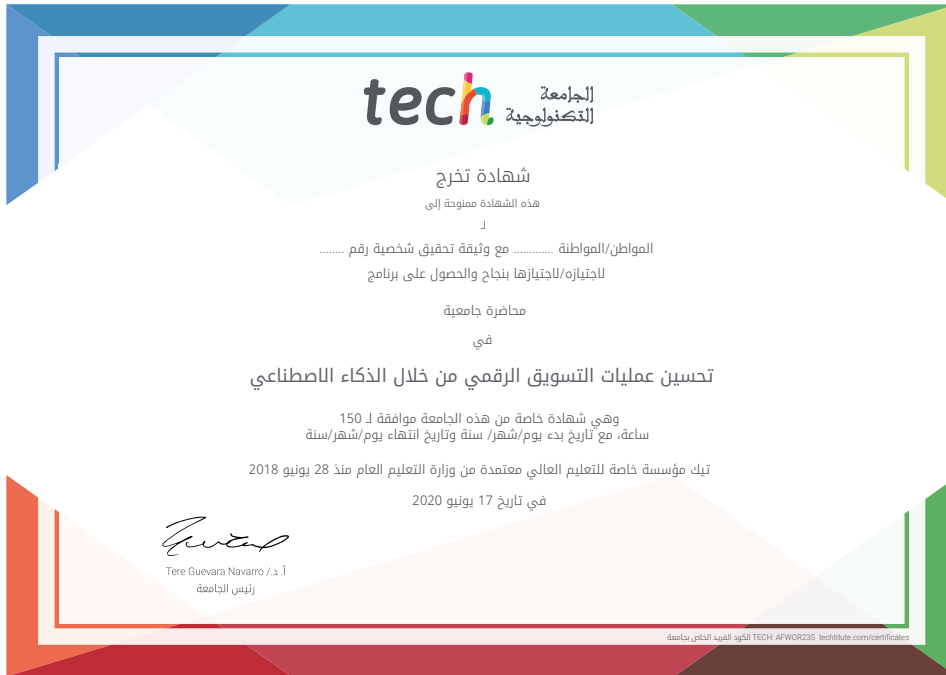 tech
الجامعة
التكنولوجية
شهادة تخرج
هذه الشهادة ممنوحة إلى
لـ
المواطن/المواطنة ............ مع وثيقة تحقيق شخصية رقم ........
لاجتيازه/لاجتيازها بنجاح والحصول على برنامج
محاضرة جامعية
في
تحسين عمليات التسويق الرقمي من خلال الذكاء الاصطناعي
وهي شهادة خاصة من هذه الجامعة موافقة لـ 150
ساعة، مع تاريخ بدء يوم/شهر/ سنة وتاريخ انتهاء يوم/شهر/سنة
تيك مؤسسة خاصة للتعليم العالي معتمدة من وزارة التعليم العام منذ 28 يونيو 2018
في تاريخ 17 يونيو 2020
أ. د./ Tere Guevara Navarro
رئيس الجامعة
الكود الفريد الخاص بجامعة TECH: AFWOR23S techtitute.com/certificates